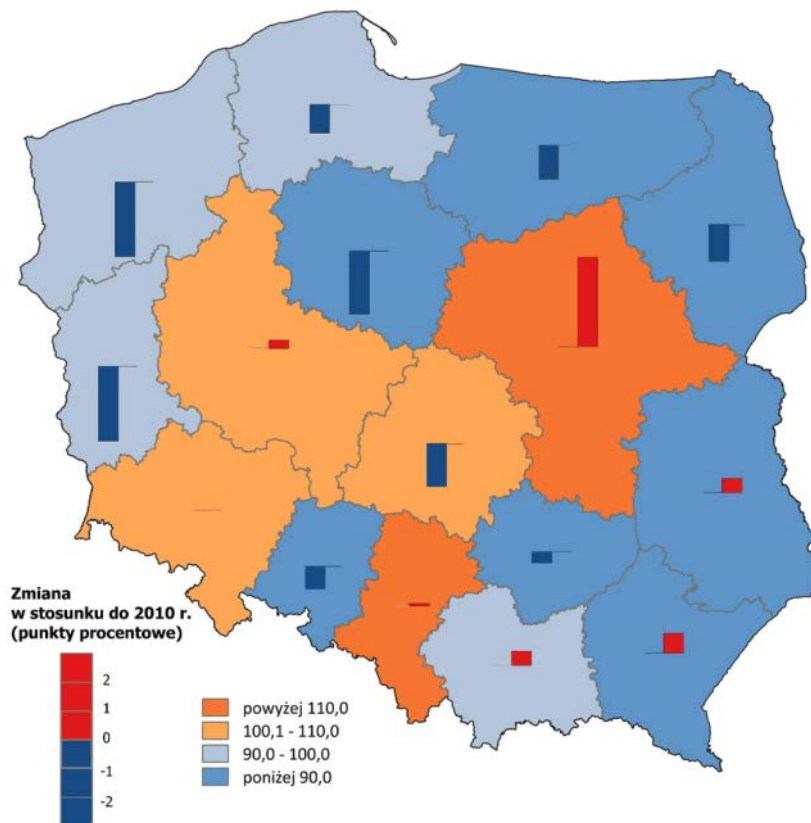 Zmiana
w stosunku do 2010 r.
(punkty procentowe)
2
1
0
-1
-2
powyżej 110,0
100,1 - 110,0
90,0 - 100,0
poniżej 90,0